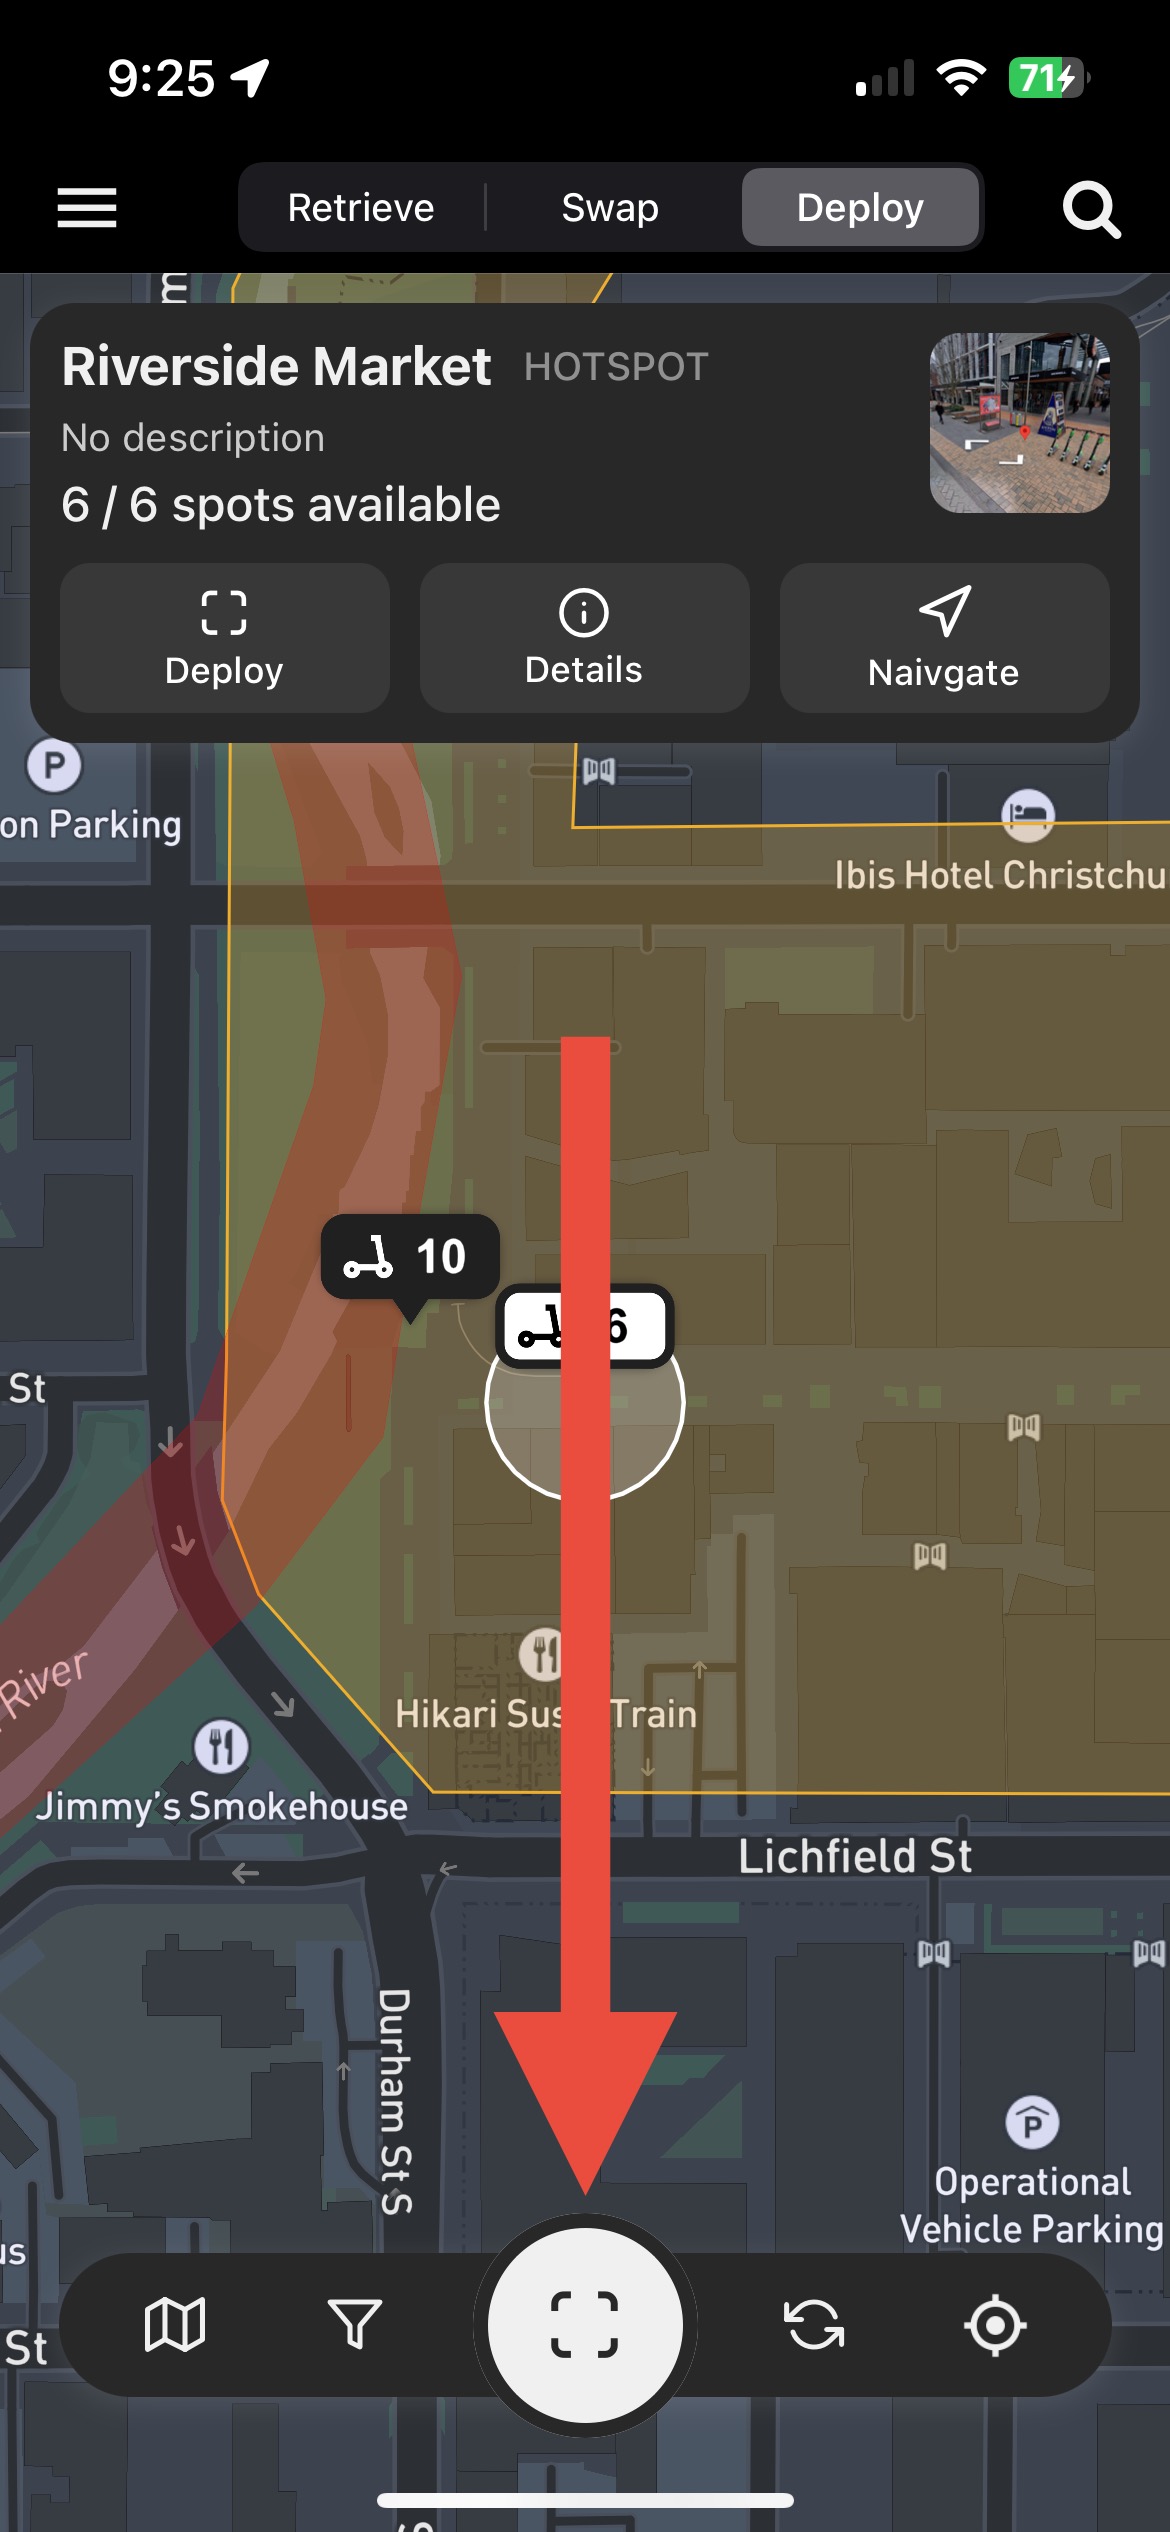 9:25
71
Retrieve
Swap
Deploy
m
Riverside Market HOTSPOT
No description
6 / 6 spots available
Deploy
Details
Naivgate
P
on Parking
Ibis Hotel Christchu
10
6
St
River
Hikari Sus Train
Jimmy's Smokehouse
Lichfield St
Durham St S
P
Operational
Vehicle Parking
us
St
S